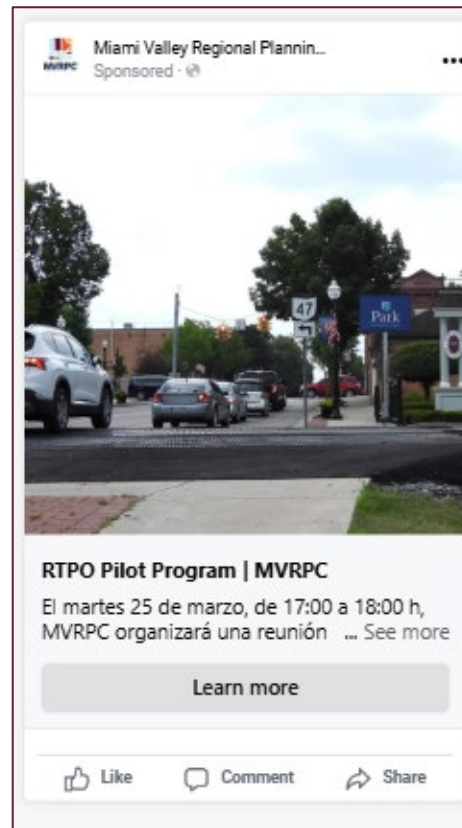 Miami Valley Regional Plannin...
MVRPC
Sponsored ·
47
Park
RTPO Pilot Program | MVRPC
El martes 25 de marzo, de 17:00 a 18:00 h,
MVRPC organizará una reunión ... See more
Learn more
Like Comment Share